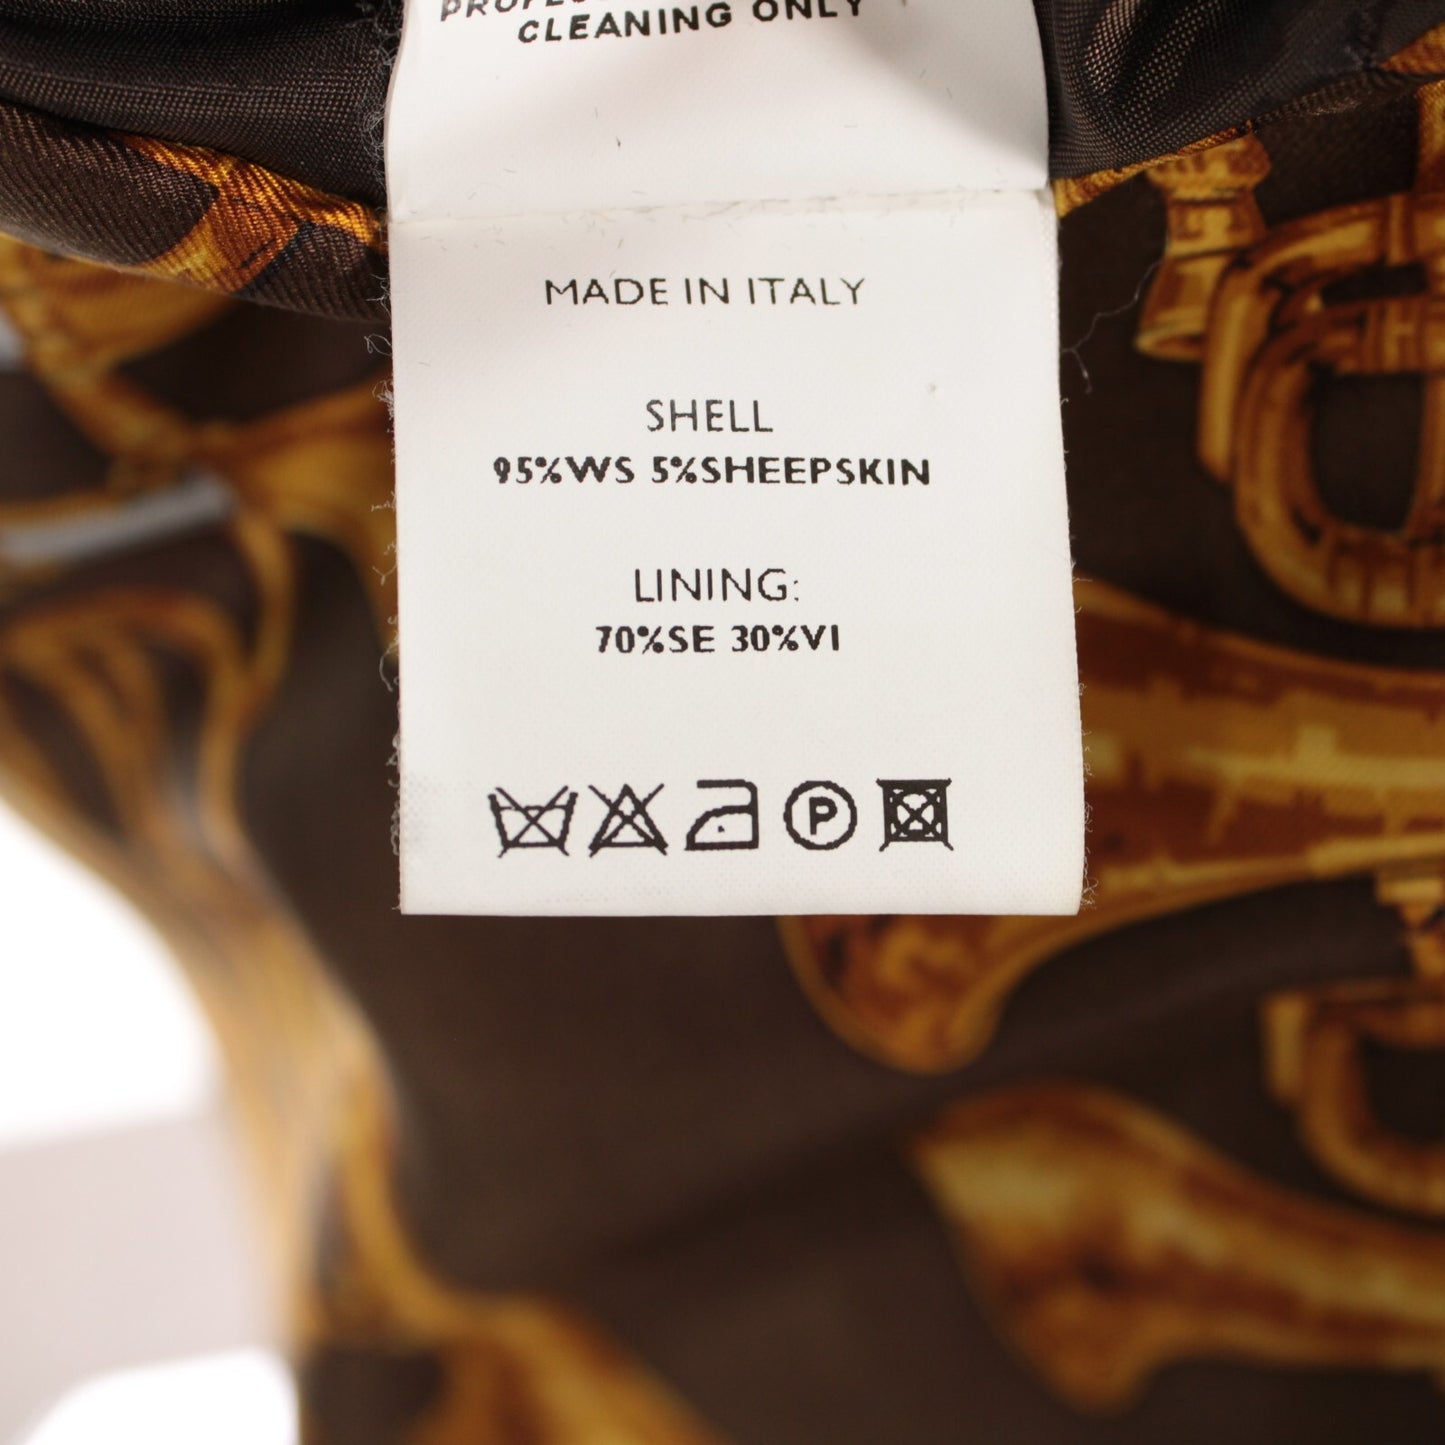 CLEANING ONLY
MADE IN ITALY
SHELL
95%WS 5%SHEEPSKIN
LINING:
70%SE 30%VI
P